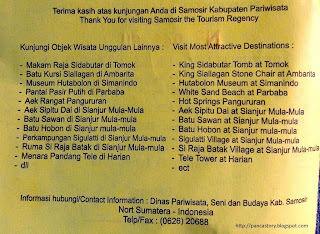 Terima kasih atas kunjungan Anda di Samosir Kabupaten Pariwisata
Thank You for visiting Samosir the Tourism Regency
Kunjungi Objek Wisata Unggulan Lainnya :
- Makam Raja Sidabutar di Tomok
- Batu Kursi Siallagan di Ambarita
- Museum Hutabolon di Simanindo
- Pantai Pasir Putih di Parbaba
- Aek Rangat Pangururan
- Aek Sipitu Dai di Sianjur Mula-Mula
- Batu Sawan di Sianjur Mula-mula
- Batu Hobon di Sianjur mula-mula
- Perkampungan Sigulatti di Sianjur Mula-mula
- Ruma Si Raja Batak di Sianjur Mula-mula
- Menara Pandang Tele di Harian
- dll
Visit Most Attractive Destinations :
- King Sidabutar Tomb at Tomok
- King Siallagan Stone Chair at Ambarita
- Hutabolon Museum at Simanindo
- White Sand Beach at Parbaba
- Hot Springs Pangururan
- Aek Sipitu Dai at Sianjur Mula-mula
- Batu Sawan at Sianjur Mula-mula
- Batu Hobon at Sianjur mula-mula
- Sigulatti Village at Sianjur Mula-mula
- Si Raja Batak Village at Sianjur Mula-mula
- Tele Tower at Harian
- ect
Informasi hubungi/Contact Information : Dinas Pariwisata, Seni dan Budaya Kab. Samosir
Nort Sumatera - Indonesia
Telp/Fax : (0626) 20688
http://pancastory.blogspot.com